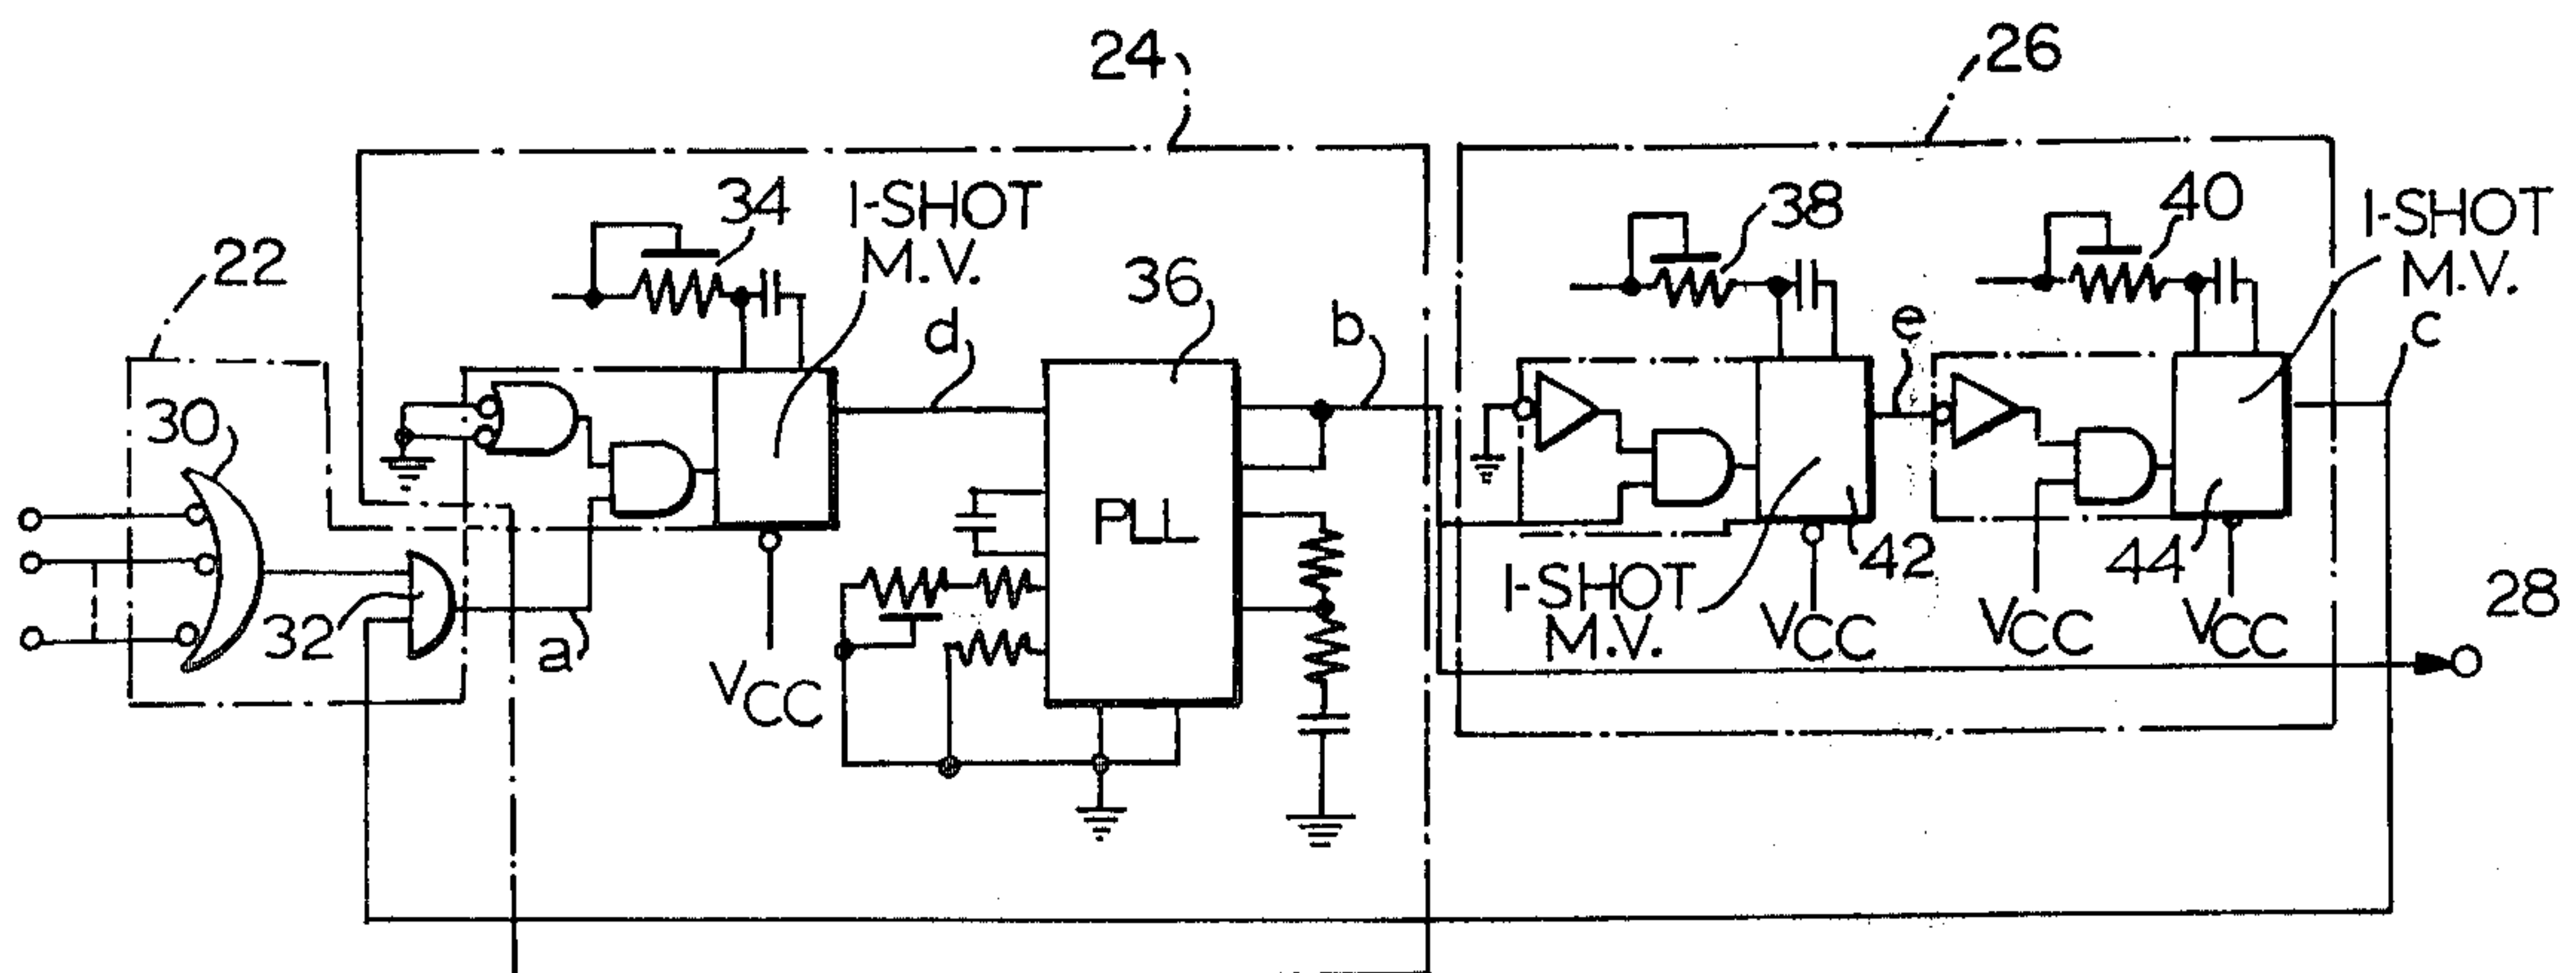 24
26
22
34
I-SHOT
M.V.
38
40
I-SHOT
M.V.
36
30
d
b
e
c
PLL
32
a
42
44
I-SHOT
M.V.
28
VCC
VCC
VCC
VCC